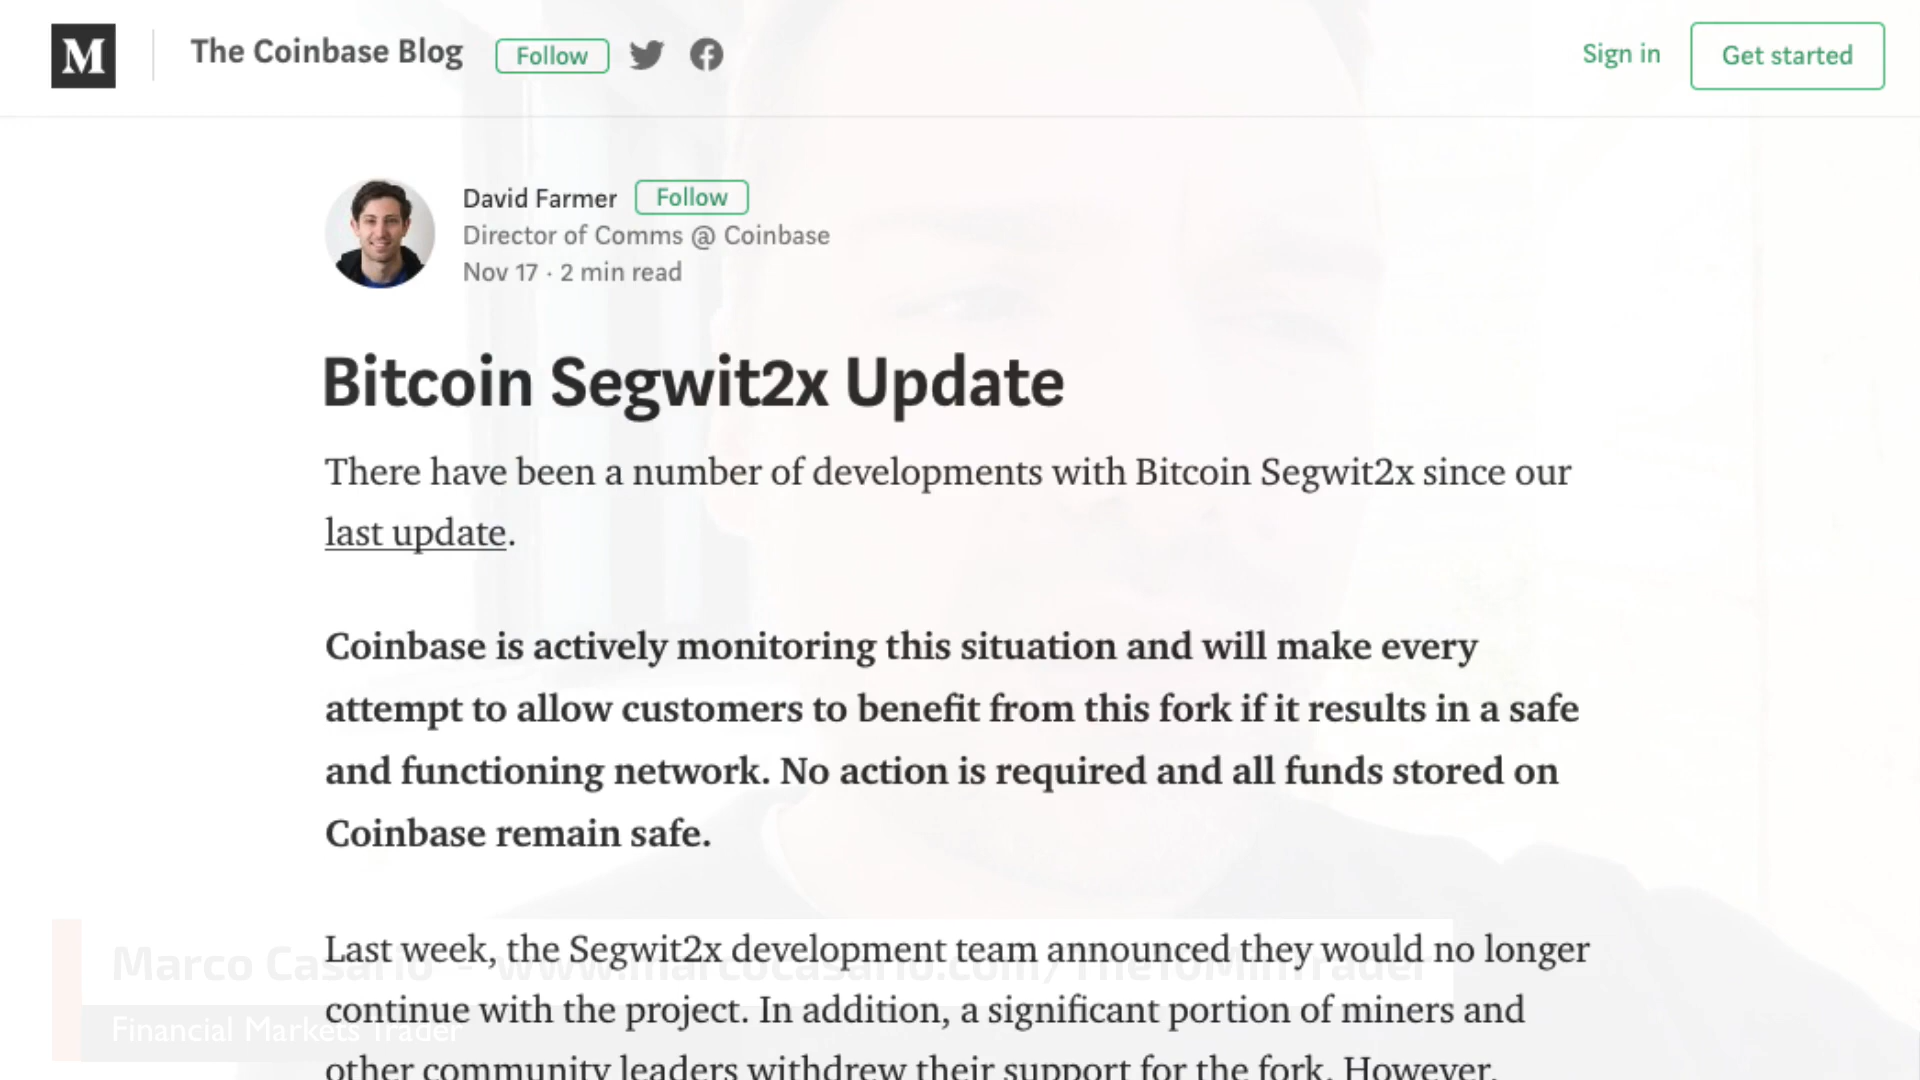 M
The Coinbase Blog
Follow
Sign in
Get started
David Farmer
Follow
Director of Comms @ Coinbase
Nov 17 · 2 min read
Bitcoin Segwit2x Update
There have been a number of developments with Bitcoin Segwit2x since our
last update.
Coinbase is actively monitoring this situation and will make every
attempt to allow customers to benefit from this fork if it results in a safe
and functioning network. No action is required and all funds stored on
Coinbase remain safe.
Last week, the Segwit2x development team announced they would no longer
continue with the project. In addition, a significant portion of miners and
other community leaders withdrew their support for the fork. However,
Marco Casario - www.marcocasario.com/The10MinTrader
Financial Markets Trader